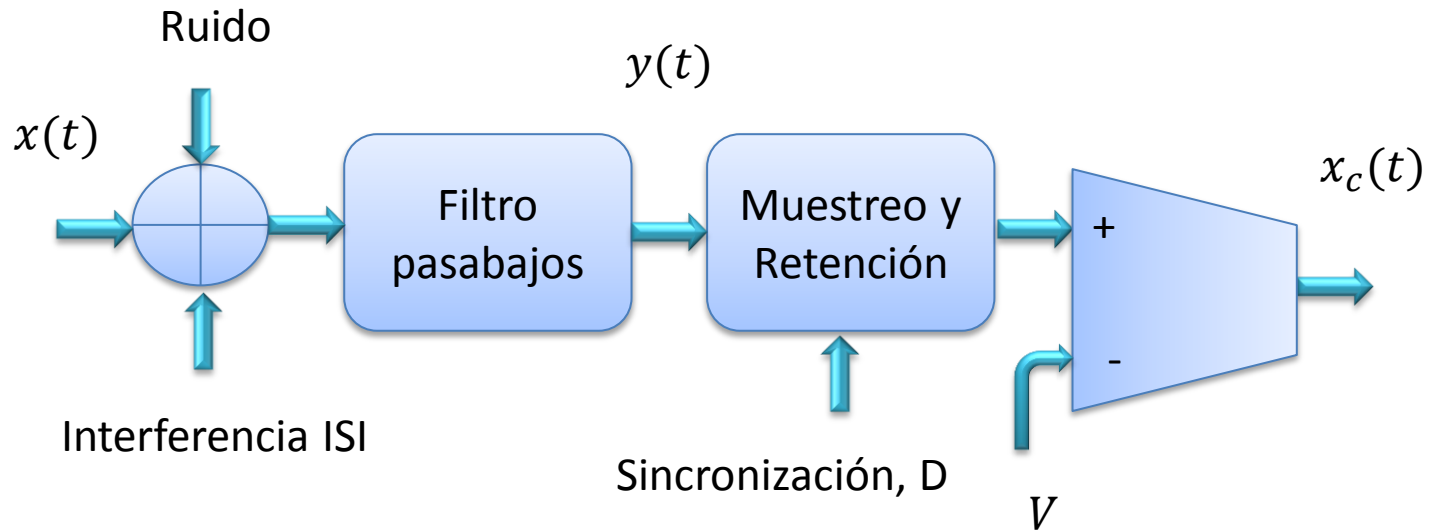 Ruido
x(t)
y(t)
Filtro
pasabajos
Muestreo y
Retención
+
-
x_c(t)
Interferencia ISI
Sincronización, D
V